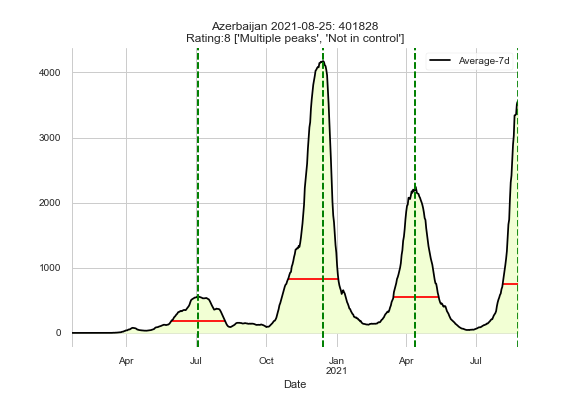 Azerbaijan 2021-08-25: 401828
Rating:8 ['Multiple peaks', 'Not in control']
Average-7d
4000
3000
2000
1000
0
Apr Jul Oct Jan Apr Jul
2021
Date